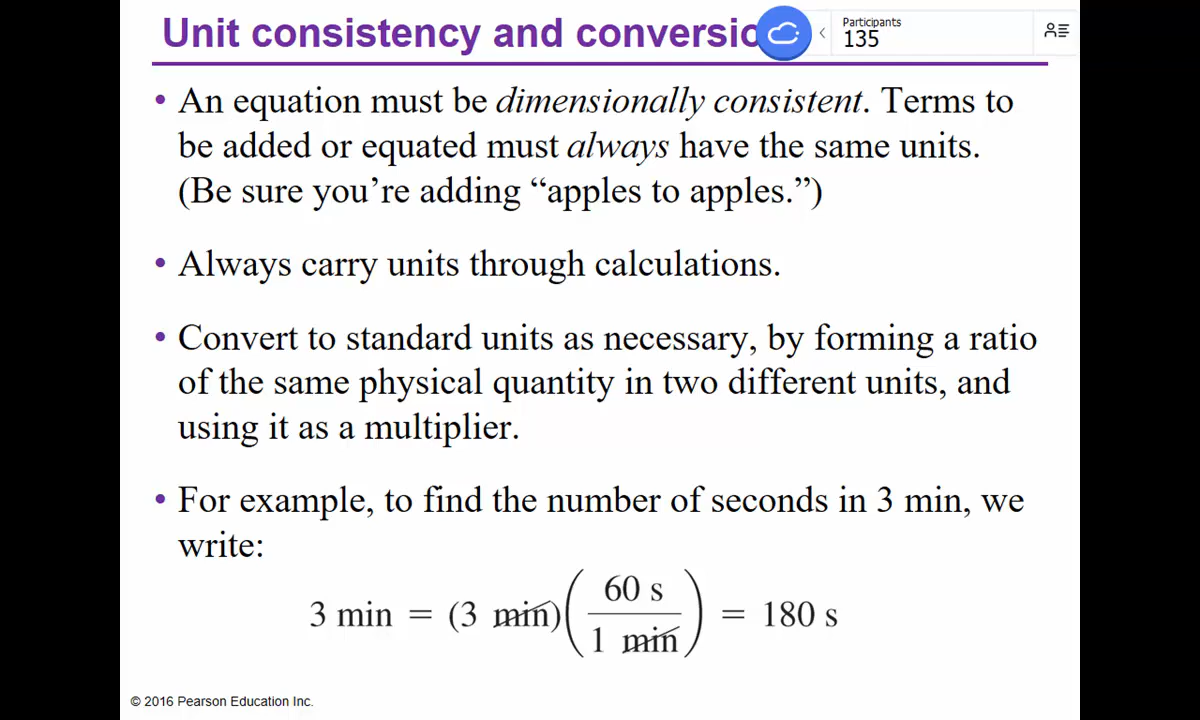 Unit consistency and conversio
Participants
135
• An equation must be dimensionally consistent. Terms to
be added or equated must always have the same units.
(Be sure you’re adding “apples to apples.”)
• Always carry units through calculations.
• Convert to standard units as necessary, by forming a ratio
of the same physical quantity in two different units, and
using it as a multiplier.
• For example, to find the number of seconds in 3 min, we
write:
3 min = (3 min)(60 s / 1 min) = 180 s
© 2016 Pearson Education Inc.